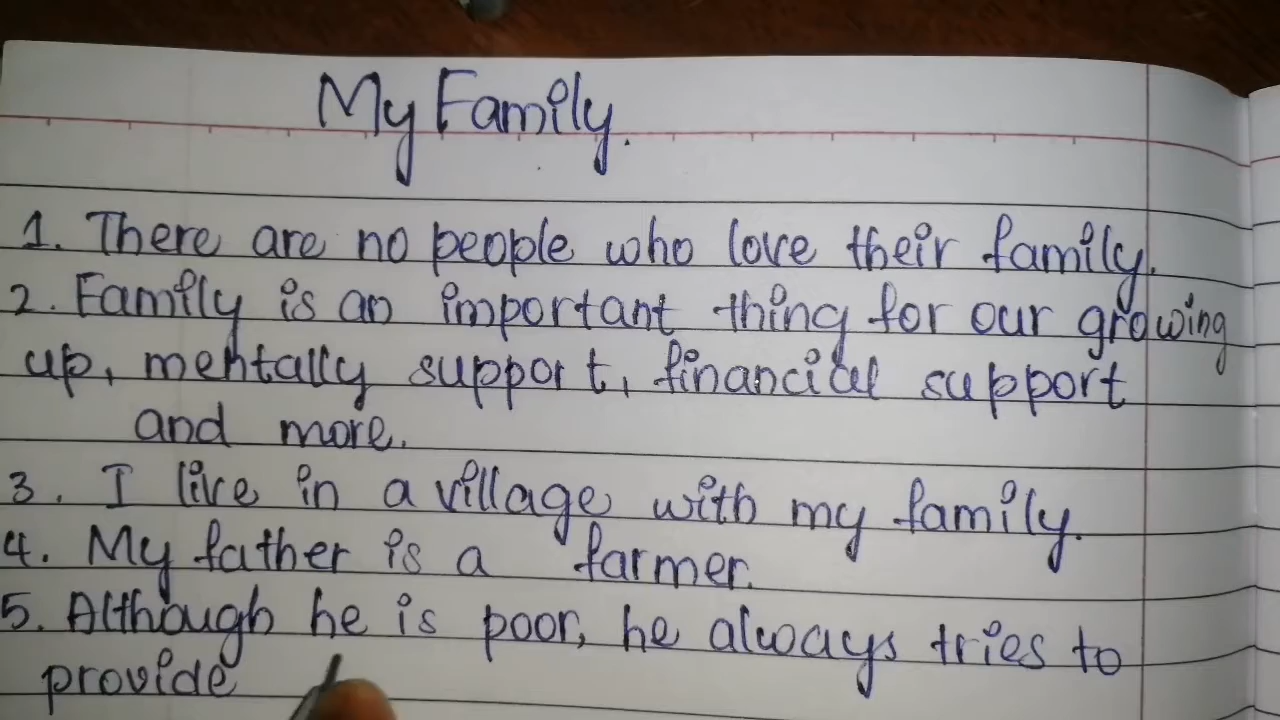 My Family.
1. There are no people who love their family.
2. Family is an important thing for our growing
up, mentally support, financial support
and more.
3. I live in a village with my family.
4. My father is a farmer.
5. Although he is poor, he always tries to
provide